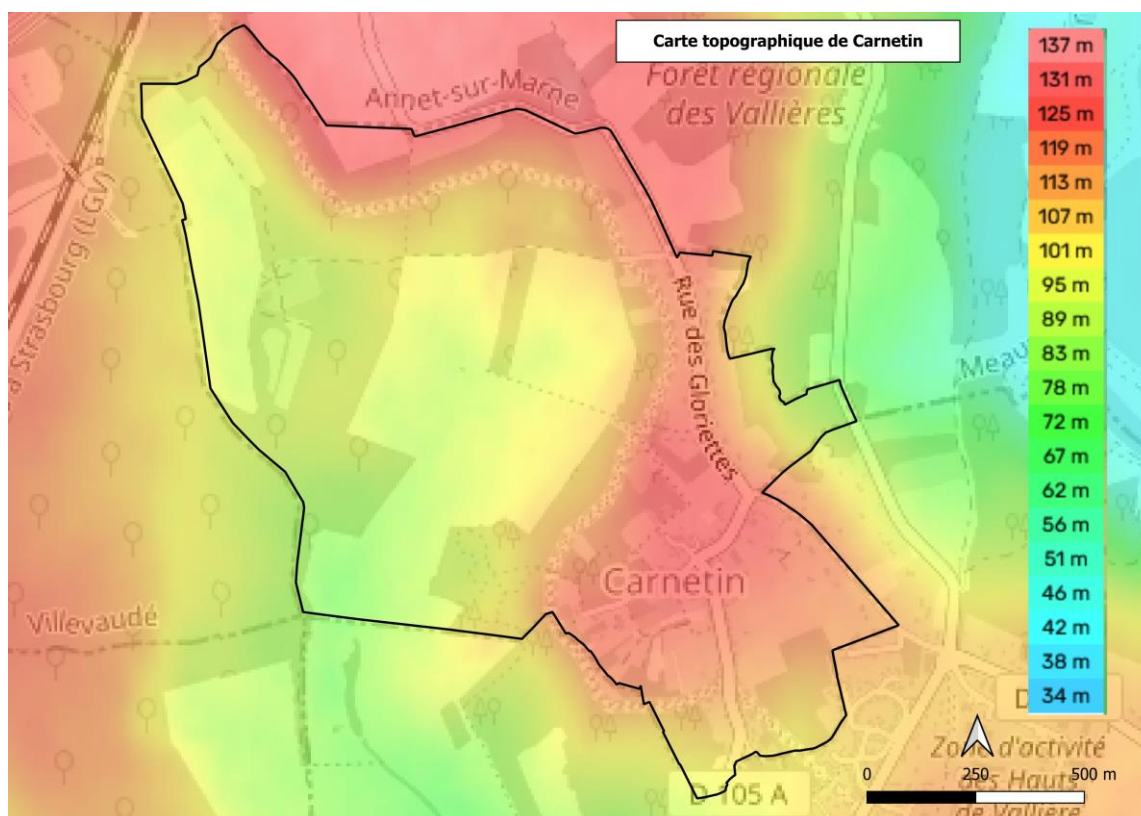 Carte topographique de Carnetin
Annet-sur-Marne
Forêt régionale
des Vallières
137 m
131 m
125 m
119 m
113 m
107 m
101 m
95 m
89 m
83 m
78 m
72 m
67 m
62 m
56 m
51 m
46 m
42 m
38 m
34 m
à Strasbourg (LGV)
Rue des Gloriettes
Meau
Carnetin
Villevaudé
D
Zone d'activité
des Hauts
de Vallière
D 105 A
0 250 500 m